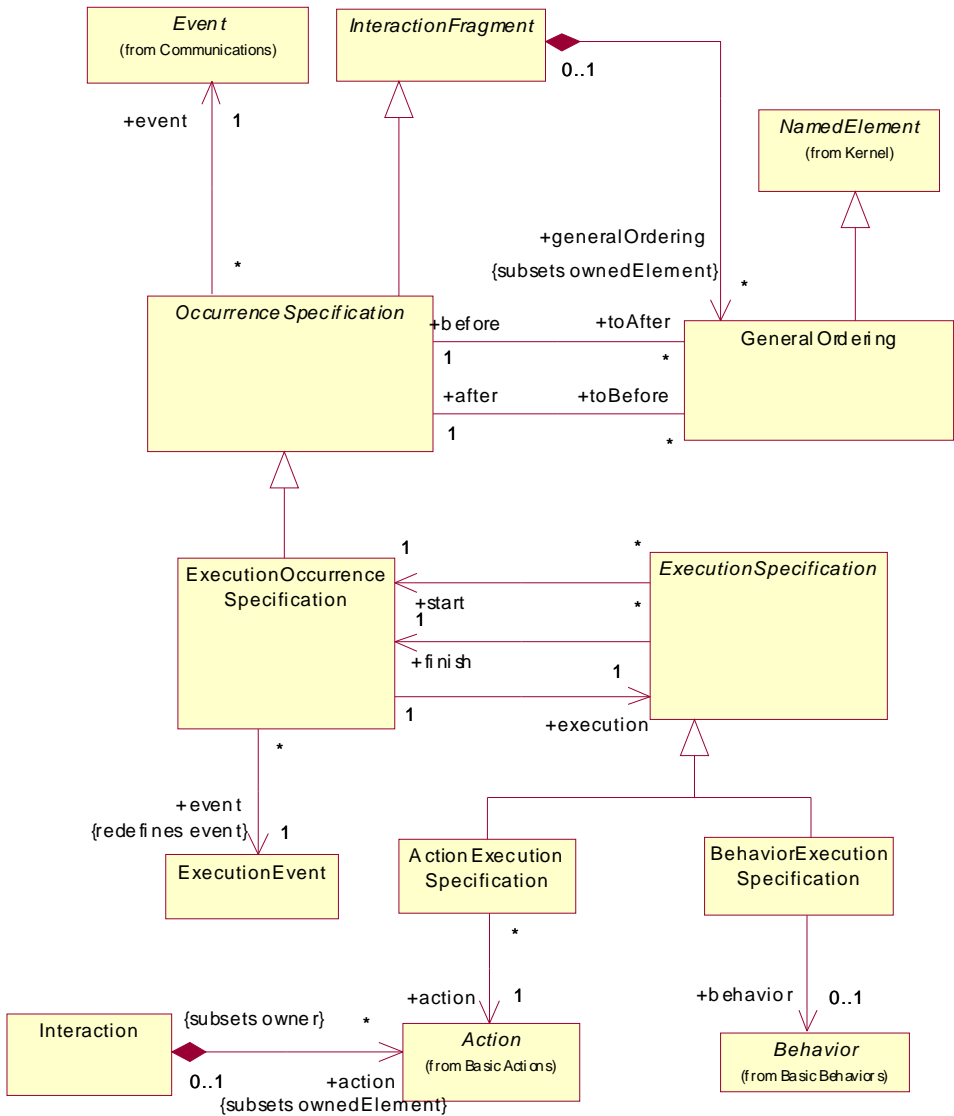 Event
(from Communications)
InteractionFragment
0..1
+event
1
NamedElement
(from Kernel)
+generalOrdering
{subsets ownedElement}
*
*
OccurrenceSpecification
+before
+toAfter
1
*
GeneralOrdering
+after
+toBefore
1
*
ExecutionOccurrence
Specification
1
*
+start
*
1
+finish
1
1
+execution
ExecutionSpecification
*
+event
{redefines event}
1
ExecutionEvent
ActionExecution
Specification
BehaviorExecution
Specification
*
+action
1
+behavior
0..1
Interaction
{subsets owner}
*
0..1
+action
{subsets ownedElement}
Action
(from BasicActions)
Behavior
(from BasicBehaviors)